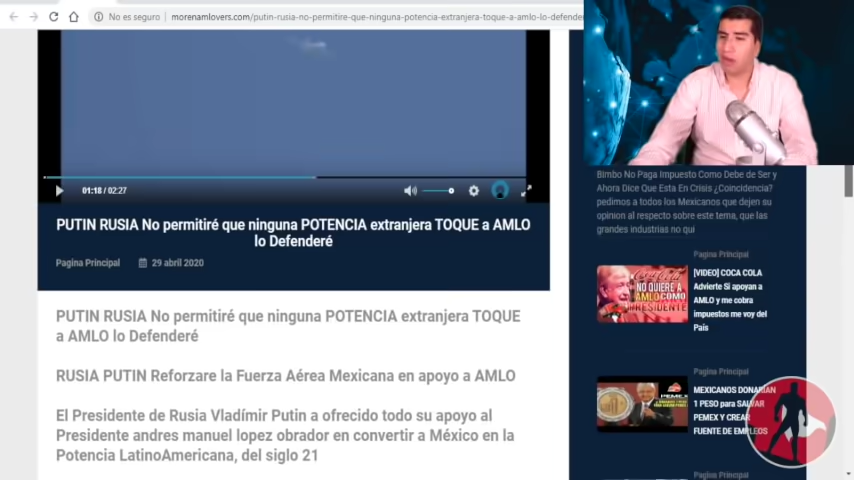 No es seguro
morenamlovers.com/putin-rusia-no-permitire-que-ninguna-potencia-extranjera-toque-a-amlo-lo-defender
01:18 / 02:27
PUTIN RUSIA No permitiré que ninguna POTENCIA extranjera TOQUE a AMLO
lo Defenderé
Pagina Principal
29 abril 2020
PUTIN RUSIA No permitiré que ninguna POTENCIA extranjera TOQUE
a AMLO lo Defenderé
RUSIA PUTIN Reforzare la Fuerza Aérea Mexicana en apoyo a AMLO
El Presidente de Rusia Vladímir Putin a ofrecido todo su apoyo al
Presidente andres manuel lopez obrador en convertir a México en la
Potencia LatinoAmericana, del siglo 21
Bimbo No Paga Impuesto Como Debe de Ser y
Ahora Dice Que Esta En Crisis ¿Coincidencia?
pedimos a todos los Mexicanos que dejen su
opinion al respecto sobre este tema, que las
grandes industrias no qui
Pagina Principal
[VIDEO] COCA COLA
Advierte Si apoyan a
AMLO y me cobra
impuestos me voy del
País
NO QUIERE A
AMLO COMO
PRESIDENTE
Pagina Principal
MEXICANOS DONARIAN
1 PESO para SALVAR
PEMEX Y CREAR
FUENTE DE EMPLEOS
PEMEX
Pagina Principal